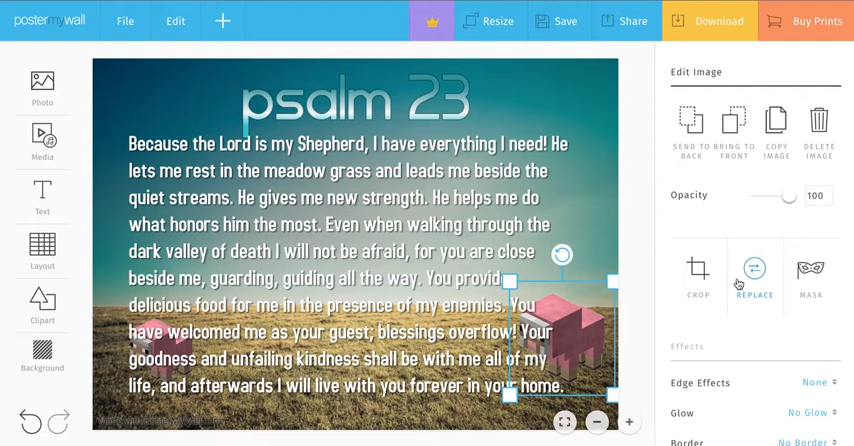 postermywall
File
Edit
Resize
Save
Share
Download
Buy Prints
Photo
Media
Text
Layout
Clipart
Background
psalm 23
Because the Lord is my Shepherd, I have everything I need! He
lets me rest in the meadow grass and leads me beside the
quiet streams. He gives me new strength. He helps me do
what honors him the most. Even when walking through the
dark valley of death I will not be afraid, for you are close
beside me, guarding, guiding all the way. You provid
delicious food for me in the presence of my enemies. You
have welcomed me as your guest; blessings overflow! Your
goodness and unfailing kindness shall be with me all of my
life, and afterwards I will live with you forever in your home.
Edit Image
SEND TO BACK
BRING TO FRONT
COPY IMAGE
DELETE IMAGE
Opacity
100
CROP
REPLACE
MASK
Effects
Edge Effects
None
Glow
No Glow
Border
No Border